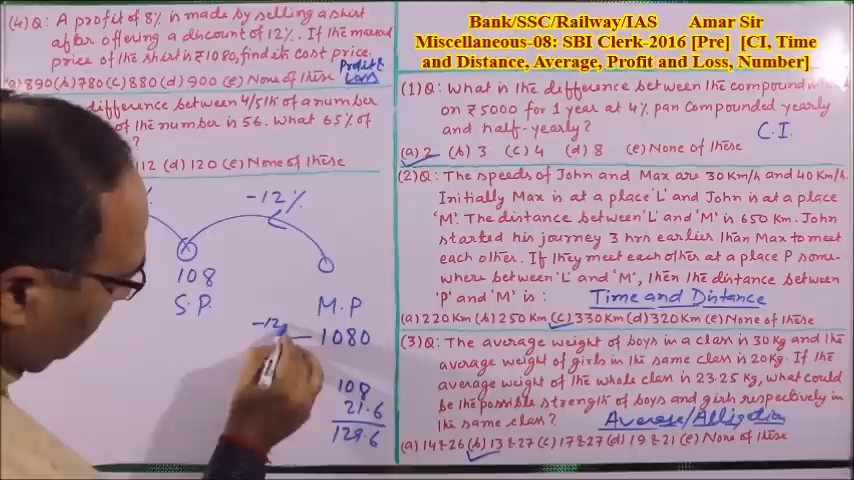 (4)Q: A profit of 8% is made by selling a shirt
after offering a discount of 12%. If the marked
price of the shirt is ₹1080, find its cost price.
890 (b) 780 (c) 880 (d) 900 (e) None of these
Profit & Loss
difference between 4/5th of a number
of the number is 56. What 65% of
?
112 (d) 120 (e) None of these
%
-12%
108
S.P.
M.P
-12
1080
108
21.6
129.6
Bank/SSC/Railway/IAS Amar Sir
Miscellaneous-08: SBI Clerk-2016 [Pre] [CI, Time
and Distance, Average, Profit and Loss, Number]
(1)Q: What is the difference between the compound
on ₹5000 for 1 year at 4% pan compounded yearly
and half-yearly?
C.I.
(a) 2 (b) 3 (c) 4 (d) 8 (e) None of these
(2)Q: The speeds of John and Max are 30 Km/h and 40 Km/h.
Initially Max is at a place 'L' and John is at a place
'M'. The distance between 'L' and 'M' is 650 Km. John
started his journey 3 hrs earlier than Max to meet
each other. If they meet each other at a place P some-
where between 'L' and 'M', then the distance between
'P' and 'M' is :
Time and Distance
(a) 220 Km (b) 250 Km (c) 330 Km (d) 320 Km (e) None of these
(3)Q: The average weight of boys in a class is 30 Kg and the
average weight of girls in the same class is 20 Kg. If the
average weight of the whole class is 23.25 Kg, what could
be the possible strength of boys and girls respectively in
the same class?
Average/Alligation
(a) 14 & 26 (b) 13 & 27 (c) 17 & 27 (d) 19 & 21 (e) None of these